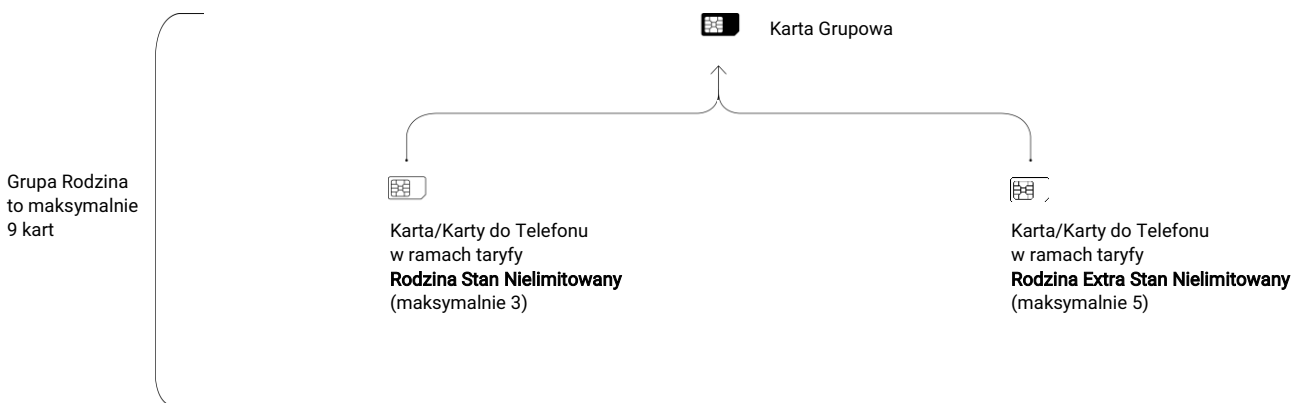 Karta Grupowa
Grupa Rodzina
to maksymalnie
9 kart
Karta/Karty do Telefonu
w ramach taryfy
Rodzina Stan Nielimitowany
(maksymalnie 3)
Karta/Karty do Telefonu
w ramach taryfy
Rodzina Extra Stan Nielimitowany
(maksymalnie 5)